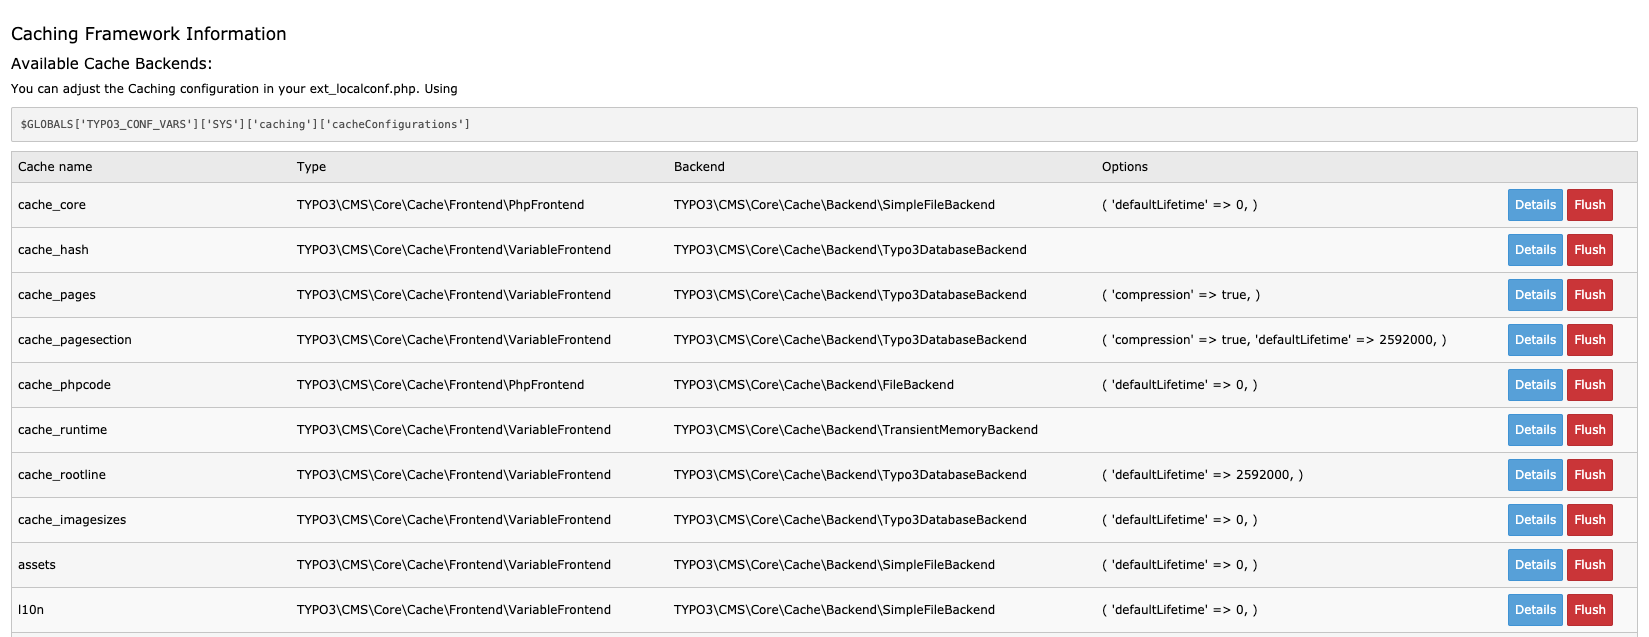 Caching Framework Information
Available Cache Backends:
You can adjust the Caching configuration in your ext_localconf.php. Using
$GLOBALS['TYPO3_CONF_VARS']['SYS']['caching']['cacheConfigurations']
Cache name Type Backend Options
cache_core TYPO3\CMS\Core\Cache\Frontend\PhpFrontend TYPO3\CMS\Core\Cache\Backend\SimpleFileBackend ( 'defaultLifetime' => 0, ) Details Flush
cache_hash TYPO3\CMS\Core\Cache\Frontend\VariableFrontend TYPO3\CMS\Core\Cache\Backend\Typo3DatabaseBackend Details Flush
cache_pages TYPO3\CMS\Core\Cache\Frontend\VariableFrontend TYPO3\CMS\Core\Cache\Backend\Typo3DatabaseBackend ( 'compression' => true, ) Details Flush
cache_pagesection TYPO3\CMS\Core\Cache\Frontend\VariableFrontend TYPO3\CMS\Core\Cache\Backend\Typo3DatabaseBackend ( 'compression' => true, 'defaultLifetime' => 2592000, ) Details Flush
cache_phpcode TYPO3\CMS\Core\Cache\Frontend\PhpFrontend TYPO3\CMS\Core\Cache\Backend\FileBackend ( 'defaultLifetime' => 0, ) Details Flush
cache_runtime TYPO3\CMS\Core\Cache\Frontend\VariableFrontend TYPO3\CMS\Core\Cache\Backend\TransientMemoryBackend Details Flush
cache_rootline TYPO3\CMS\Core\Cache\Frontend\VariableFrontend TYPO3\CMS\Core\Cache\Backend\Typo3DatabaseBackend ( 'defaultLifetime' => 2592000, ) Details Flush
cache_imagesizes TYPO3\CMS\Core\Cache\Frontend\VariableFrontend TYPO3\CMS\Core\Cache\Backend\Typo3DatabaseBackend ( 'defaultLifetime' => 0, ) Details Flush
assets TYPO3\CMS\Core\Cache\Frontend\VariableFrontend TYPO3\CMS\Core\Cache\Backend\SimpleFileBackend ( 'defaultLifetime' => 0, ) Details Flush
l10n TYPO3\CMS\Core\Cache\Frontend\VariableFrontend TYPO3\CMS\Core\Cache\Backend\SimpleFileBackend ( 'defaultLifetime' => 0, ) Details Flush